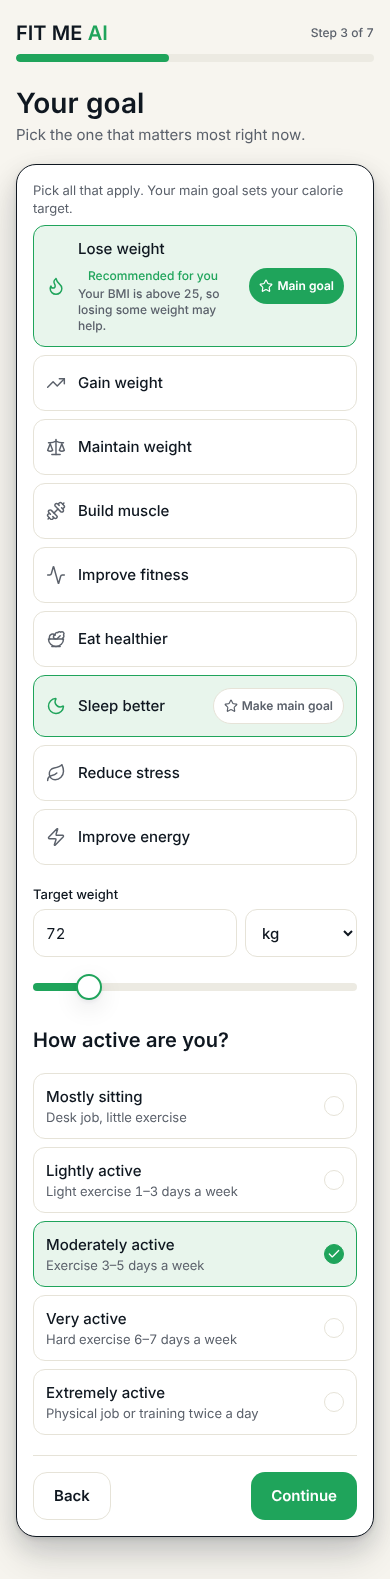 FIT ME AI
Step 3 of 7
Your goal
Pick the one that matters most right now.
Pick all that apply. Your main goal sets your calorie
target.
Lose weight
Recommended for you
Your BMI is above 25, so
losing some weight may
help.
Main goal
Gain weight
Maintain weight
Build muscle
Improve fitness
Eat healthier
Sleep better
Make main goal
Reduce stress
Improve energy
Target weight
72
kg
How active are you?
Mostly sitting
Desk job, little exercise
Lightly active
Light exercise 1–3 days a week
Moderately active
Exercise 3–5 days a week
Very active
Hard exercise 6–7 days a week
Extremely active
Physical job or training twice a day
Back
Continue